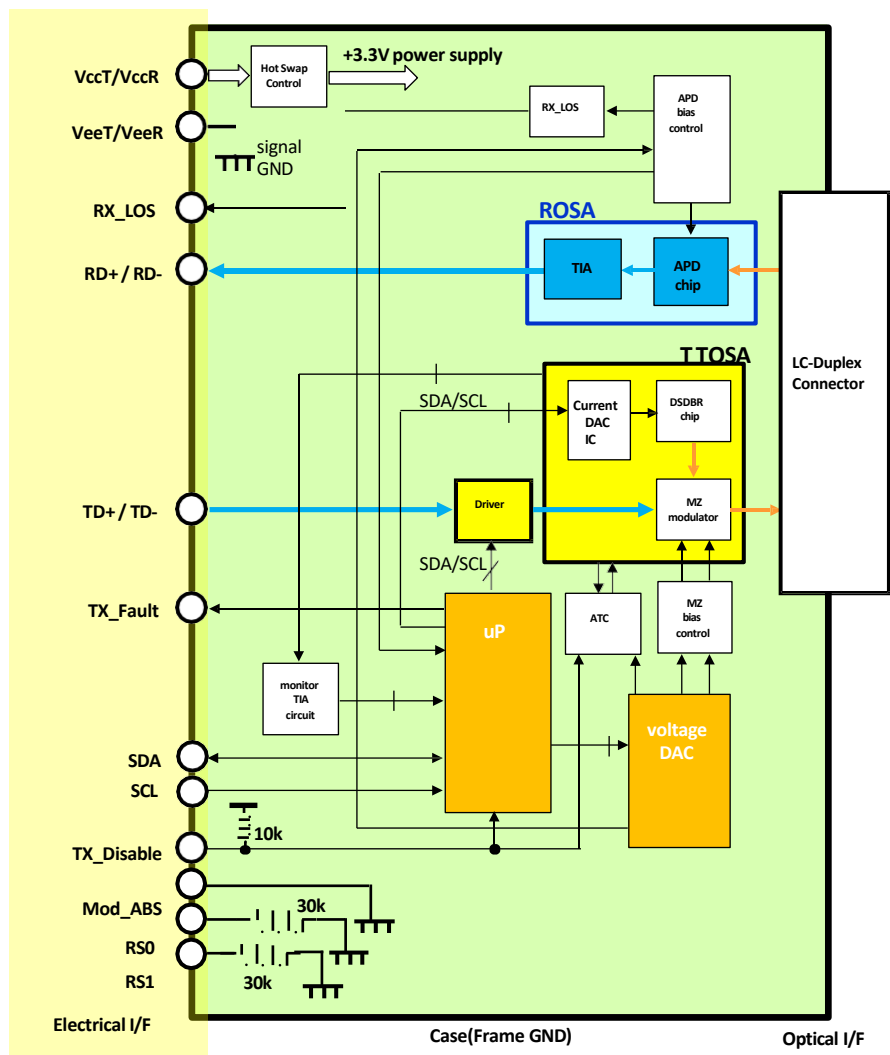 +3.3V power supply
VccT/VccR
Hot Swap
Control
RX_LOS
APD
bias
control
VeeT/VeeR
signal
GND
RX_LOS
ROSA
RD+ / RD-
TIA
APD
chip
T TOSA
LC-Duplex
Connector
SDA/SCL
Current
DAC
IC
DSDBR
chip
TD+ / TD-
Driver
MZ
modulator
SDA/SCL
TX_Fault
uP
ATC
MZ
bias
control
monitor
TIA
circuit
voltage
DAC
SDA
SCL
10k
TX_Disable
Mod_ABS
30k
RS0
30k
RS1
Electrical I/F
Case(Frame GND)
Optical I/F